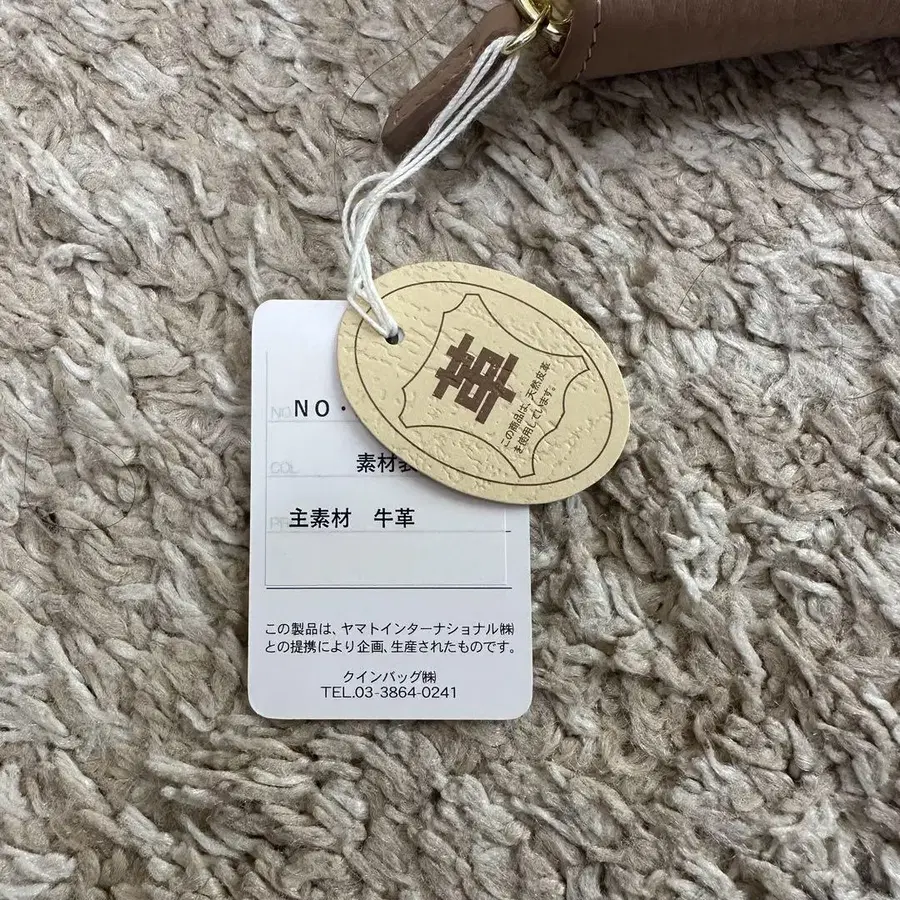 革
この商品は、天然皮革
を使用しています。
NO NO・
COL 素材表
主素材 牛革
この製品は、ヤマトインターナショナル㈱
との提携により企画、生産されたものです。
クインバッグ㈱
TEL.03-3864-0241